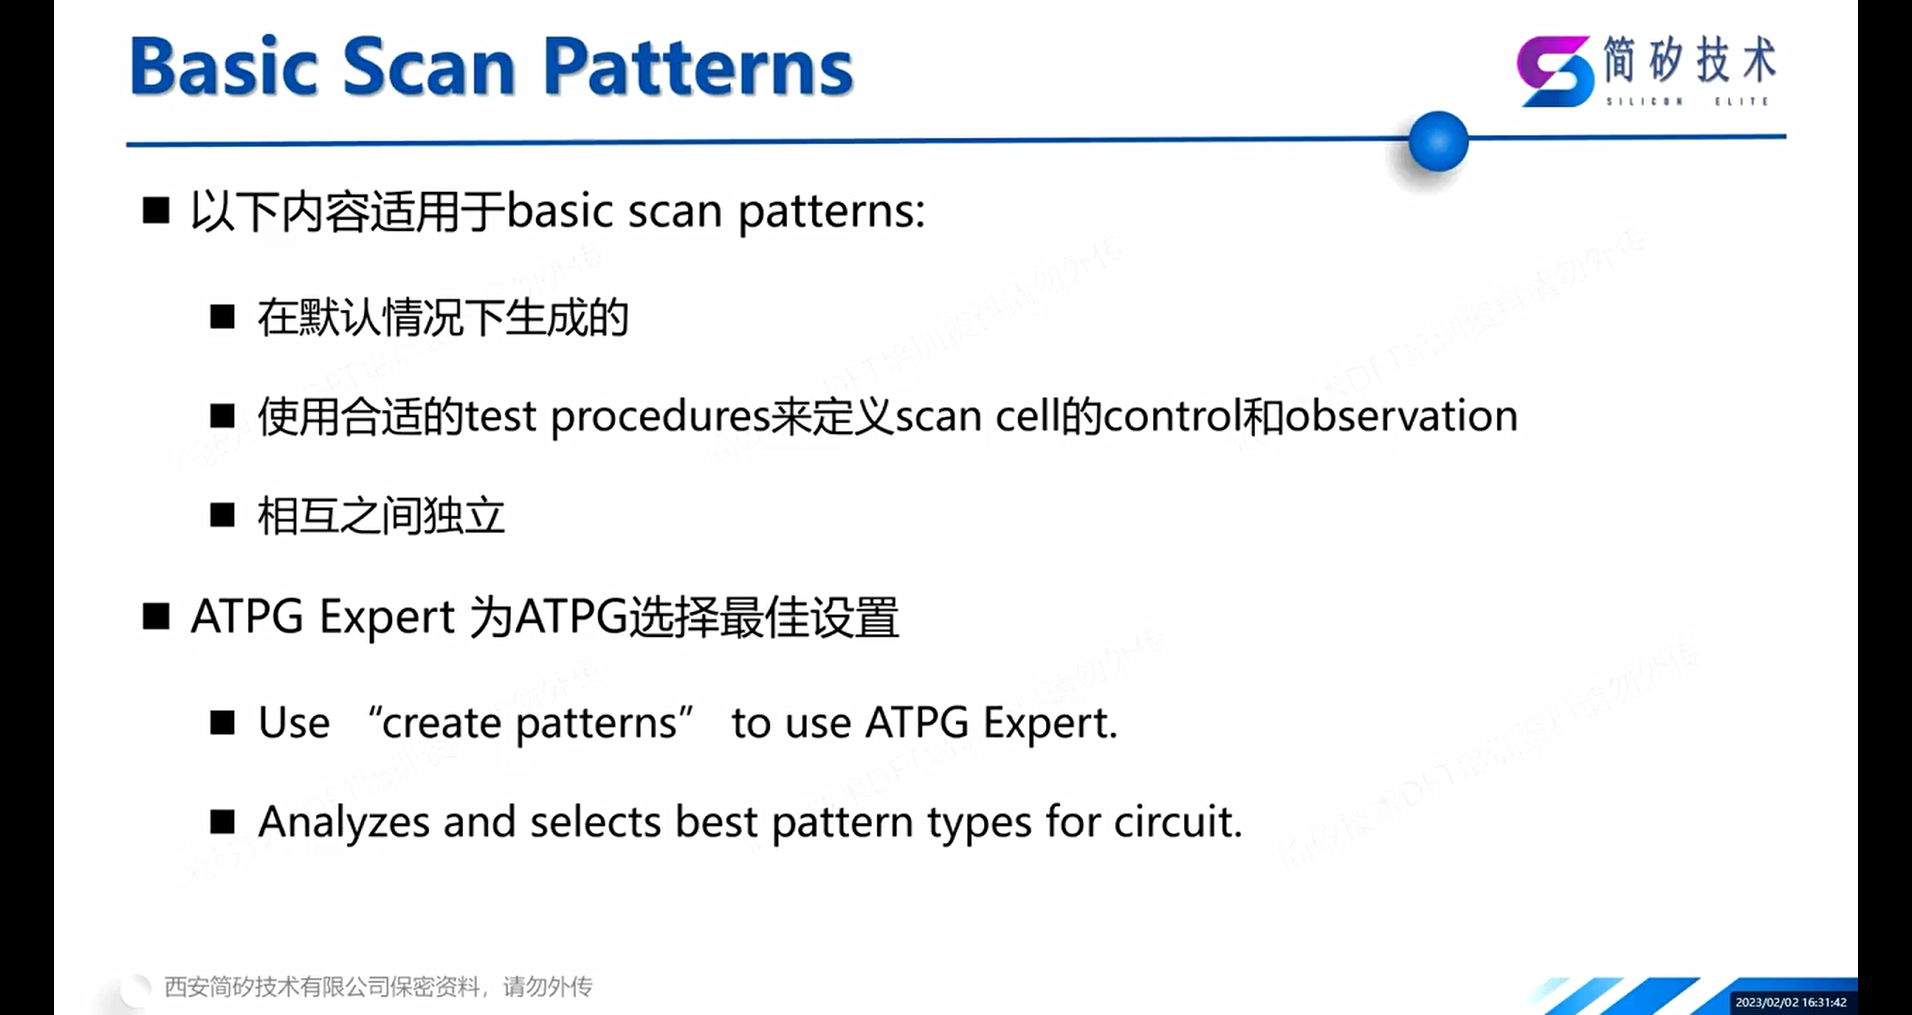 Basic Scan Patterns
简矽技术
SILICON ELITE
■ 以下内容适用于basic scan patterns:
■ 在默认情况下生成的
■ 使用合适的test procedures来定义scan cell的control和observation
■ 相互之间独立
■ ATPG Expert 为ATPG选择最佳设置
■ Use “create patterns” to use ATPG Expert.
■ Analyzes and selects best pattern types for circuit.
西安简矽技术有限公司保密资料，请勿外传
2023/02/02 16:31:42